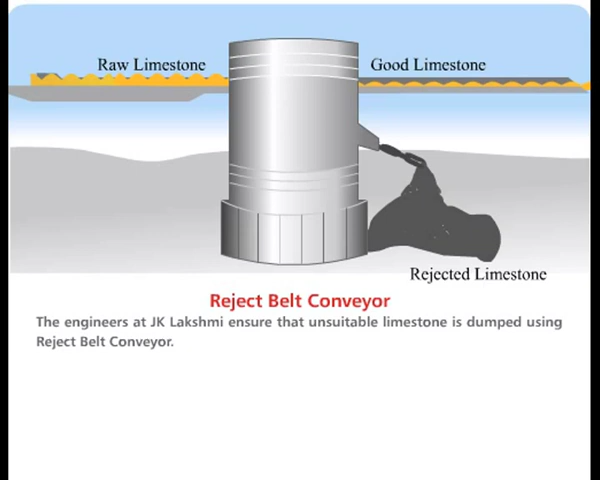 Raw Limestone
Good Limestone
Rejected Limestone
Reject Belt Conveyor
The engineers at JK Lakshmi ensure that unsuitable limestone is dumped using
Reject Belt Conveyor.